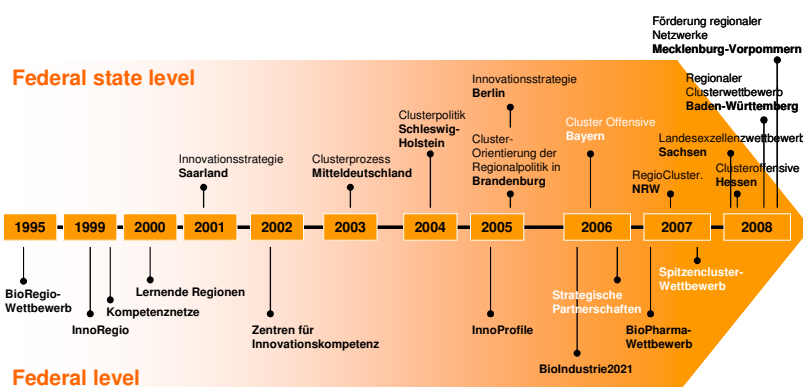 Förderung regionaler
Netzwerke
Mecklenburg-Vorpommern
Federal state level
Innovationsstrategie
Berlin
Regionaler
Clusterwettbewerb
Baden-Württemberg
Clusterpolitik
Schleswig-
Holstein
Cluster Offensive
Bayern
Cluster-
Orientierung der
Regionalpolitik in
Brandenburg
Landesexzellenzwettbewerb
Sachsen
Innovationsstrategie
Saarland
Clusterprozess
Mitteldeutschland
RegioCluster.
NRW
Clusteroffensive
Hessen
1995 1999 2000 2001 2002 2003 2004 2005 2006 2007 2008
BioRegio-
Wettbewerb
InnoRegio
Kompetenznetze
Lernende Regionen
Zentren für
Innovationskompetenz
InnoProfile
BioIndustrie2021
Strategische
Partnerschaften
BioPharma-
Wettbewerb
Spitzencluster-
Wettbewerb
Federal level